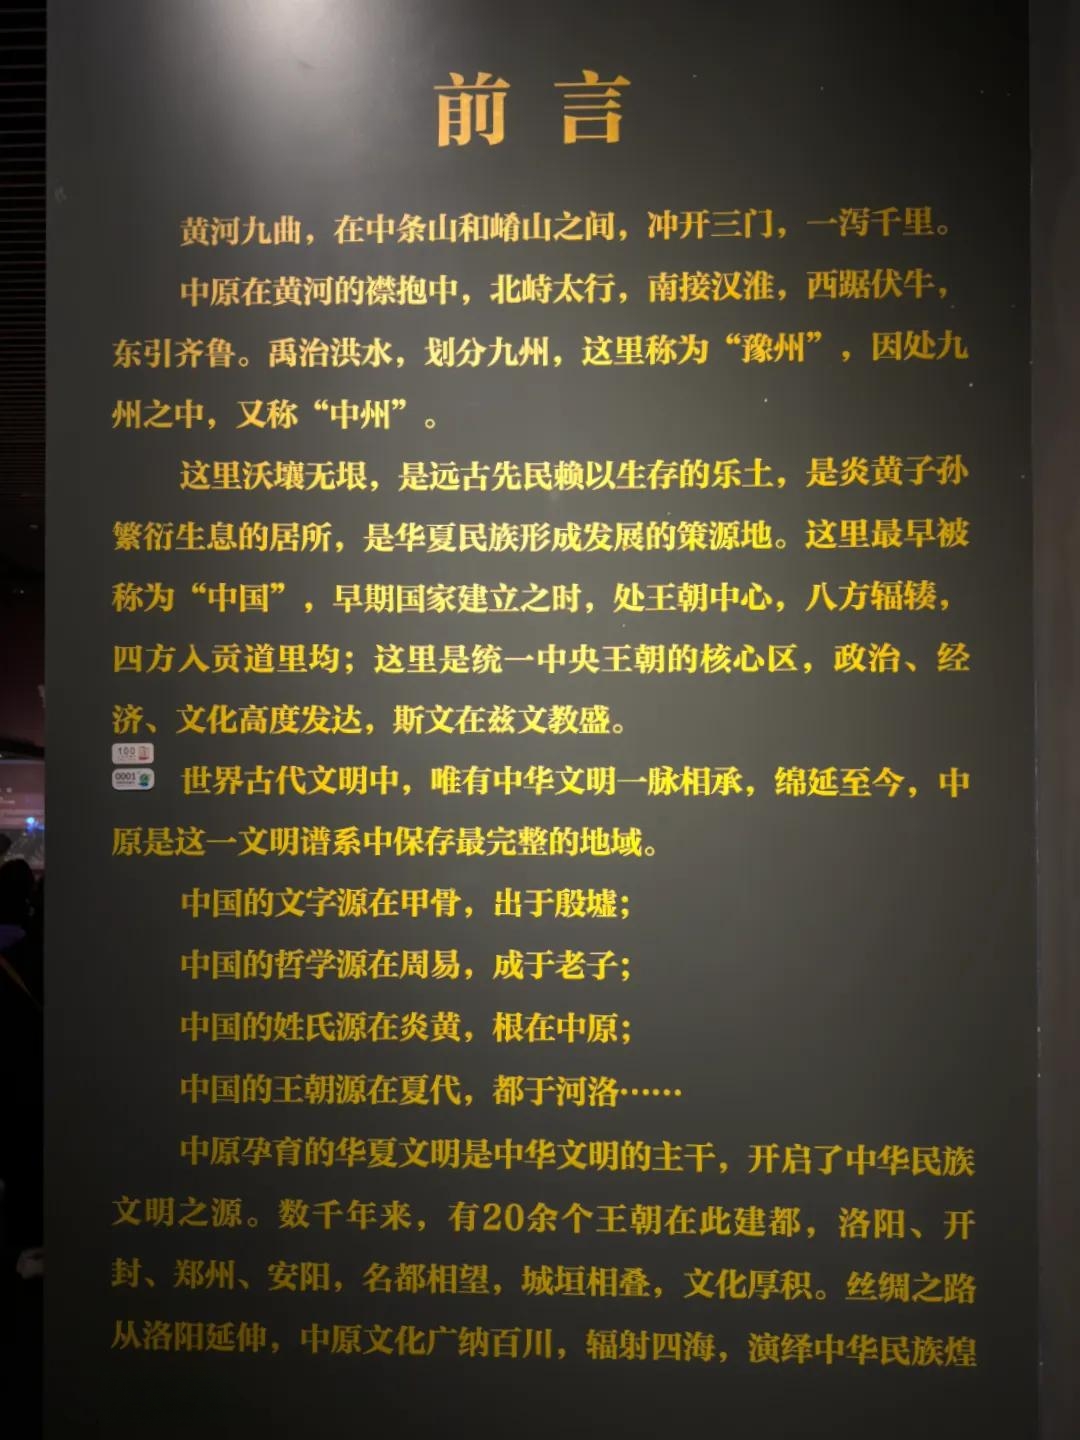 前言
黄河九曲，在中条山和崤山之间，冲开三门，一泻千里。
中原在黄河的襟抱中，北峙太行，南接汉淮，西踞伏牛，
东引齐鲁。禹治洪水，划分九州，这里称为“豫州”，因处九
州之中，又称“中州”。
这里沃壤无垠，是远古先民赖以生存的乐土，是炎黄子孙
繁衍生息的居所，是华夏民族形成发展的策源地。这里最早被
称为“中国”，早期国家建立之时，处王朝中心，八方辐辏，
四方入贡道里均；这里是统一中央王朝的核心区，政治、经
济、文化高度发达，斯文在兹文教盛。
100
0001
世界古代文明中，唯有中华文明一脉相承，绵延至今，中
原是这一文明谱系中保存最完整的地域。
中国的文字源在甲骨，出于殷墟；
中国的哲学源在周易，成于老子；
中国的姓氏源在炎黄，根在中原；
中国的王朝源在夏代，都于河洛……
中原孕育的华夏文明是中华文明的主干，开启了中华民族
文明之源。数千年来，有20余个王朝在此建都，洛阳、开
封、郑州、安阳，名都相望，城垣相叠，文化厚积。丝绸之路
从洛阳延伸，中原文化广纳百川，辐射四海，演绎中华民族煌